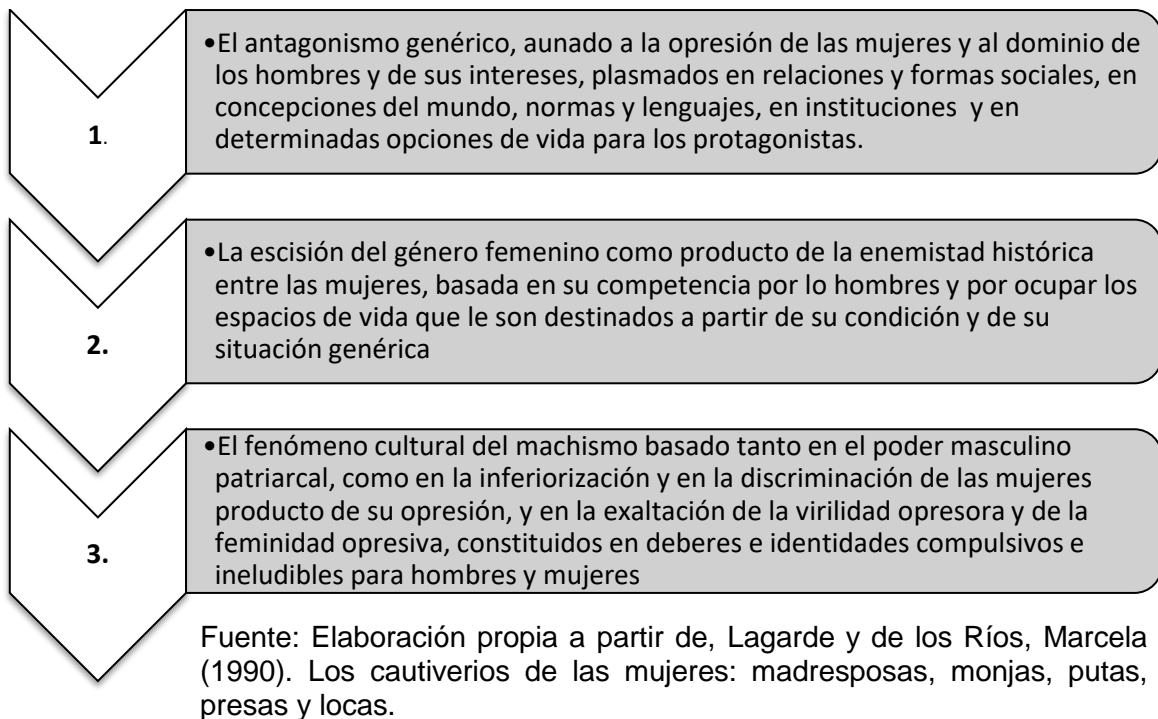 •El antagonismo genérico, aunado a la opresión de las mujeres y al dominio de
los hombres y de sus intereses, plasmados en relaciones y formas sociales, en
concepciones del mundo, normas y lenguajes, en instituciones y en
determinadas opciones de vida para los protagonistas.
1.
•La escisión del género femenino como producto de la enemistad histórica
entre las mujeres, basada en su competencia por lo hombres y por ocupar los
espacios de vida que le son destinados a partir de su condición y de su
situación genérica
2.
•El fenómeno cultural del machismo basado tanto en el poder masculino
patriarcal, como en la inferiorización y en la discriminación de las mujeres
producto de su opresión, y en la exaltación de la virilidad opresora y de la
feminidad opresiva, constituidos en deberes e identidades compulsivos e
ineludibles para hombres y mujeres
3.
Fuente: Elaboración propia a partir de, Lagarde y de los Ríos, Marcela
(1990). Los cautiverios de las mujeres: madresposas, monjas, putas,
presas y locas.